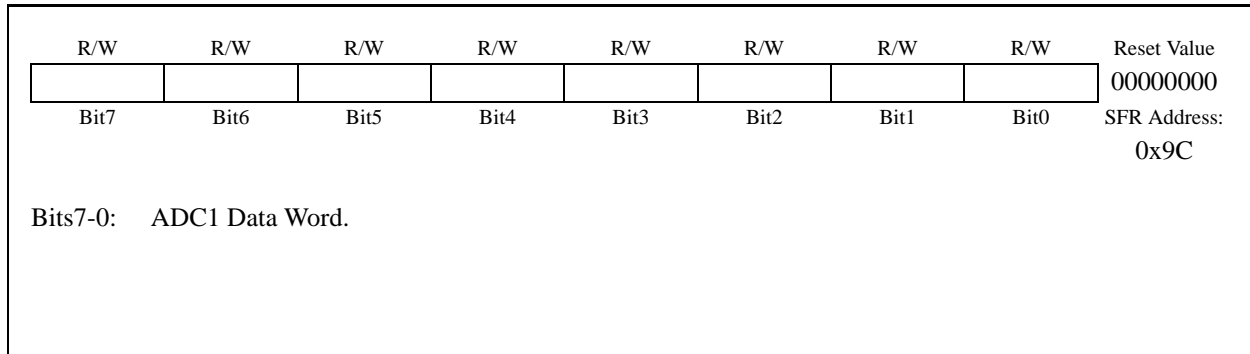 R/W R/W R/W R/W R/W R/W R/W R/W Reset Value
00000000
Bit7 Bit6 Bit5 Bit4 Bit3 Bit2 Bit1 Bit0 SFR Address:
0x9C
Bits7-0: ADC1 Data Word.